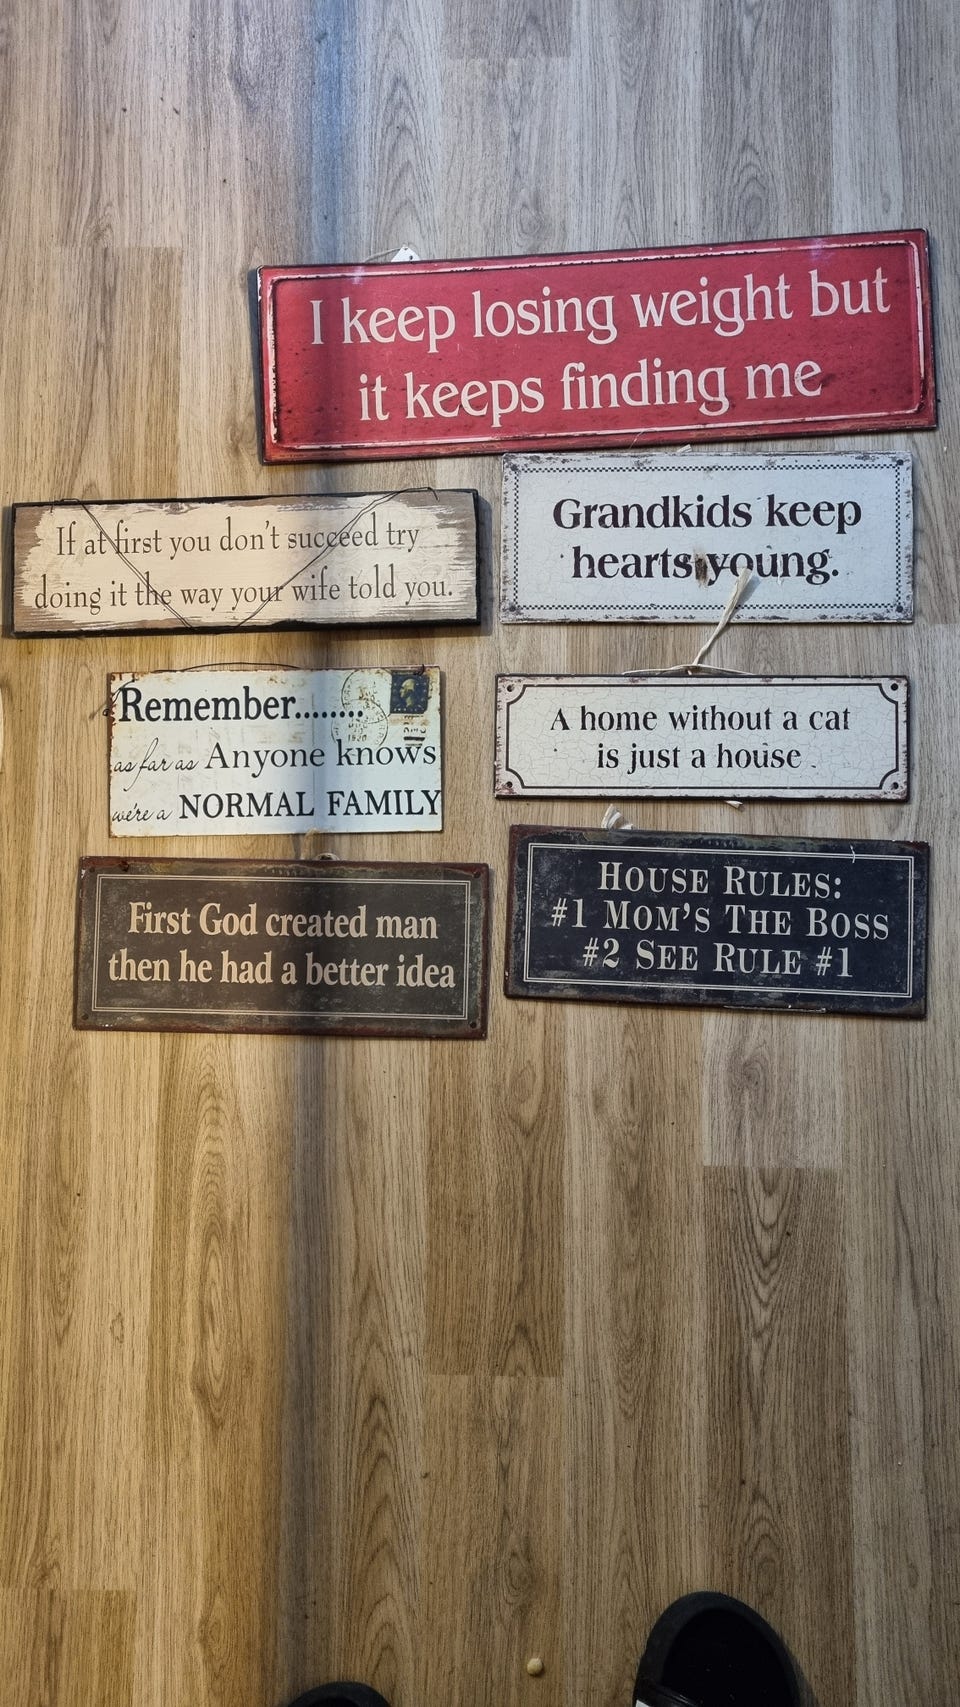 I keep losing weight but
it keeps finding me
If at first you don't succeed try
doing it the way your wife told you.
Grandkids keep
hearts young.
Remember........
as far as Anyone knows
we're a NORMAL FAMILY
A home without a cat
is just a house.
First God created man
then he had a better idea
HOUSE RULES:
#1 MOM'S THE BOSS
#2 SEE RULE #1